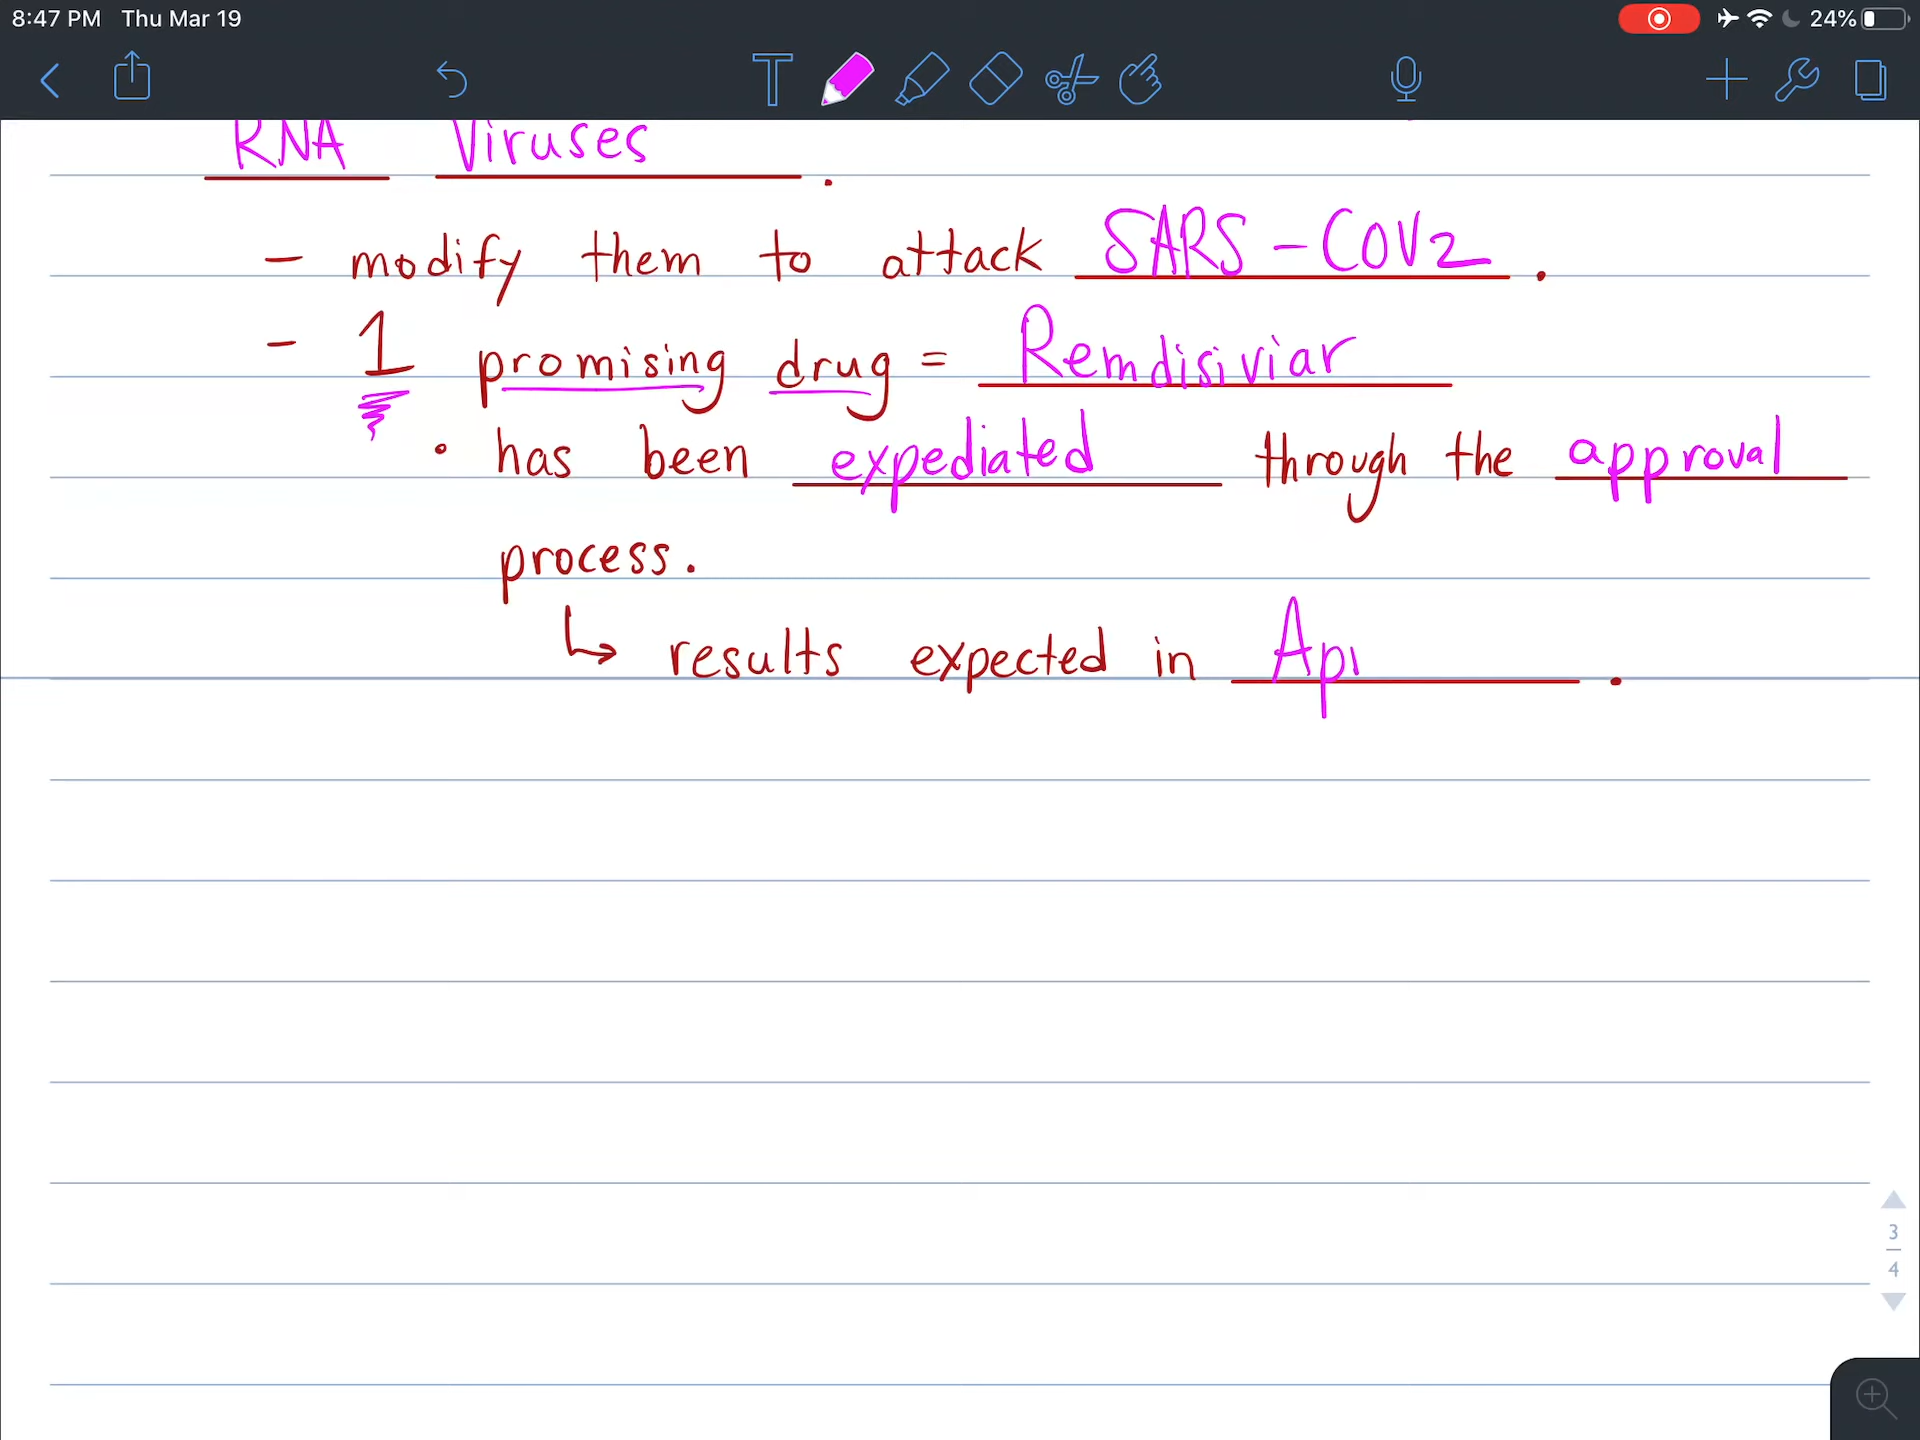 8:47 PM Thu Mar 19
24%
T
RNA Viruses.
- modify them to attack SARS-COV2.
- 1 promising drug = Remdisiviar
• has been expediated through the approval
process.
↳ results expected in Api.
3
4